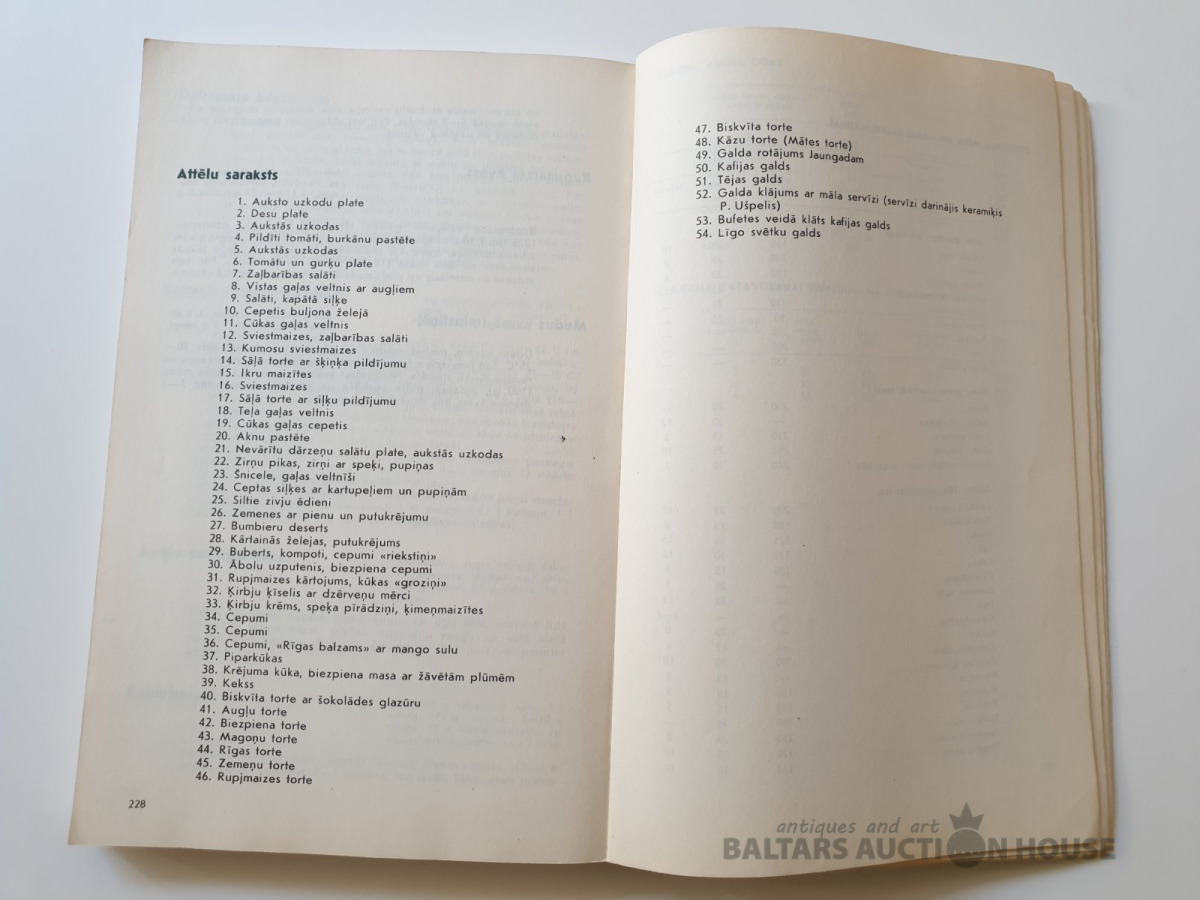 Attēlu saraksts
1. Auksto uzkodu plate
2. Desu plate
3. Aukstās uzkodas
4. Pildīti tomāti, burkānu pastēte
5. Aukstās uzkodas
6. Tomātu un gurķu plate
7. Zaļbarības salāti
8. Vistas gaļas veltnis ar augļiem
9. Salāti, kapātā siļķe
10. Cepetis buljona želejā
11. Cūkas gaļas veltnis
12. Sviestmaizes, zaļbarības salāti
13. Kumosu sviestmaizes
14. Sāļā torte ar šķiņķa pildījumu
15. Ikru maizītes
16. Sviestmaizes
17. Sāļā torte ar siļķu pildījumu
18. Teļa gaļas veltnis
19. Cūkas gaļas cepetis
20. Aknu pastēte
21. Nevārītu dārzeņu salātu plate, aukstās uzkodas
22. Zirņu pikas, zirņi ar speķi, pupiņas
23. Šnicele, gaļas veltnīši
24. Ceptas siļķes ar kartupeļiem un pupiņām
25. Siltie zivju ēdieni
26. Zemenes ar pienu un putukrējumu
27. Bumbieru deserts
28. Kārtainās želejas, putukrējums
29. Buberts, kompoti, cepumi «riekstiņi»
30. Ābolu uzputenis, biezpiena cepumi
31. Rupjmaizes kārtojums, kūkas «groziņi»
32. Ķirbju ķīselis ar dzērveņu mērci
33. Ķirbju krēms, speķa pīrādziņi, ķimeņmaizītes
34. Cepumi
35. Cepumi
36. Cepumi, «Rīgas balzams» ar mango sulu
37. Piparkūkas
38. Krējuma kūka, biezpiena masa ar žāvētām plūmēm
39. Kekss
40. Biskvīta torte ar šokolādes glazūru
41. Augļu torte
42. Biezpiena torte
43. Magoņu torte
44. Rīgas torte
45. Zemeņu torte
46. Rupjmaizes torte
228
47. Biskvīta torte
48. Kāzu torte (Mātes torte)
49. Galda rotājums Jaungadam
50. Kafijas galds
51. Tējas galds
52. Galda klājums ar māla servīzi (servīzi darinājis keramiķis
P. Ušpelis)
53. Bufetes veidā klāts kafijas galds
54. Līgo svētku galds
antiques and art
BALTARS AUCTION HOUSE